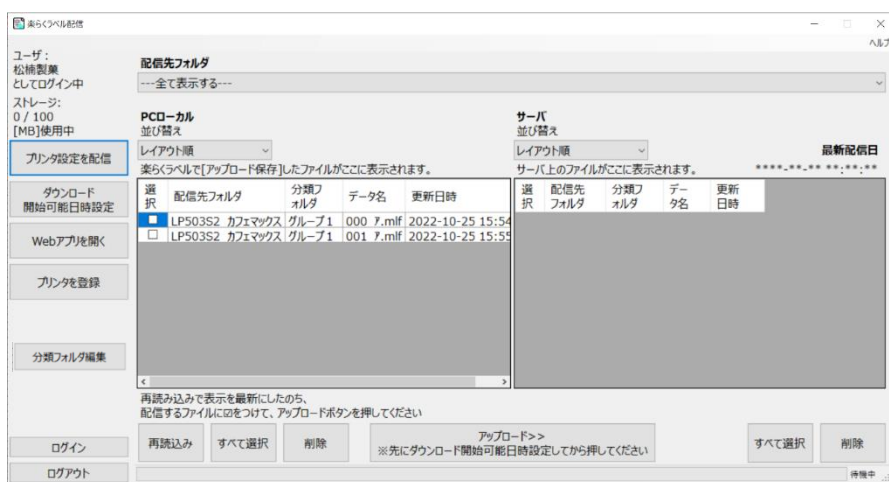 楽らくラベル配信
ヘルプ
ユーザ:
松楠製菓
としてログイン中
ストレージ:
0 / 100
[MB]使用中
プリンタ設定を配信
ダウンロード
開始可能日時設定
Webアプリを開く
プリンタを登録
分類フォルダ編集
ログイン
ログアウト
配信先フォルダ
---全て表示する---
PCローカル
並び替え
レイアウト順
楽らくラベルで[アップロード保存]したファイルがここに表示されます。
選択 配信先フォルダ 分類フォルダ データ名 更新日時
LP503S2 カフェマックス グループ1 000 ｱ.mlf 2022-10-25 15:54
LP503S2 カフェマックス グループ1 001 ｱ.mlf 2022-10-25 15:55
サーバ
並び替え
レイアウト順
最新配信日
サーバ上のファイルがここに表示されます。
****-**-** **:**:**
選択 配信先フォルダ 分類フォルダ データ名 更新日時
再読み込みで表示を最新にしたのち、
配信するファイルに☑をつけて、アップロードボタンを押してください
再読込み すべて選択 削除
アップロード>>
※先にダウンロード開始可能日時設定してから押してください
すべて選択 削除
待機中